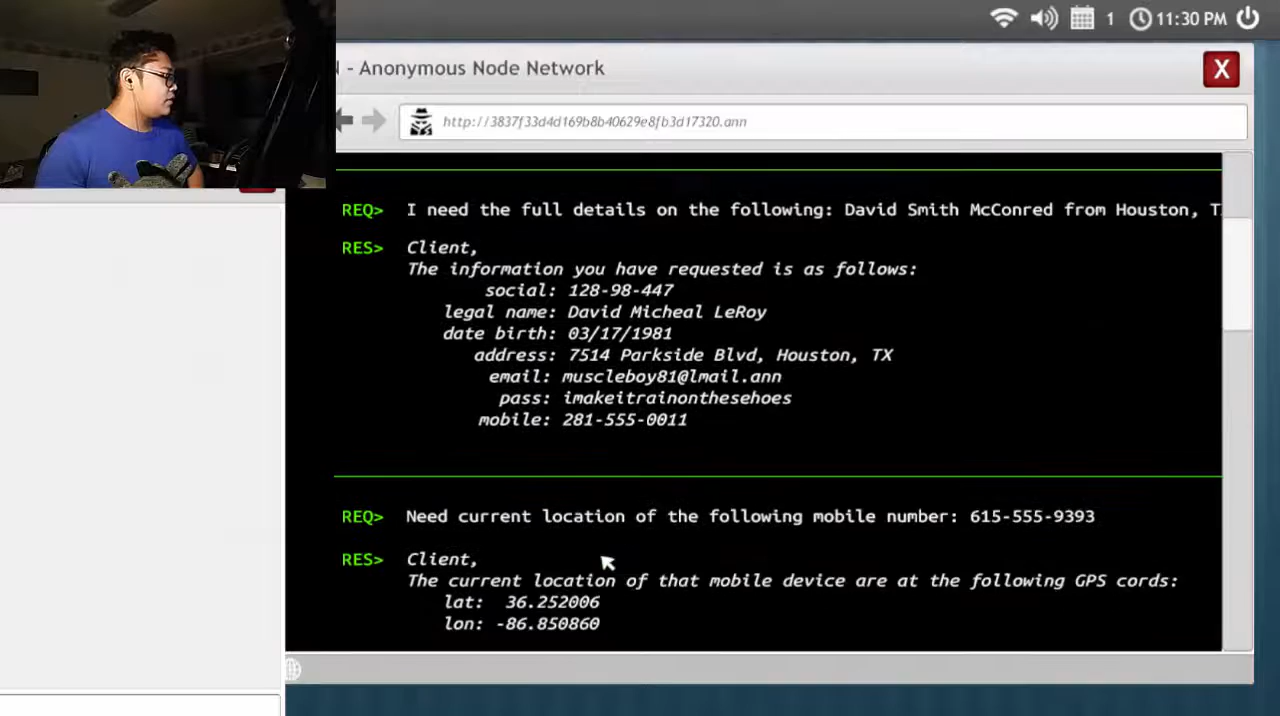 1 11:30 PM
- Anonymous Node Network
X
http://3837f33d4d169b8b40629e8fb3d17320.ann
REQ> I need the full details on the following: David Smith McConred from Houston, T
RES> Client,
The information you have requested is as follows:
social: 128-98-447
legal name: David Micheal LeRoy
date birth: 03/17/1981
address: 7514 Parkside Blvd, Houston, TX
email: muscleboy81@lmail.ann
pass: imakeitrainonthesehoes
mobile: 281-555-0011
REQ> Need current location of the following mobile number: 615-555-9393
RES> Client,
The current location of that mobile device are at the following GPS cords:
lat: 36.252006
lon: -86.850860